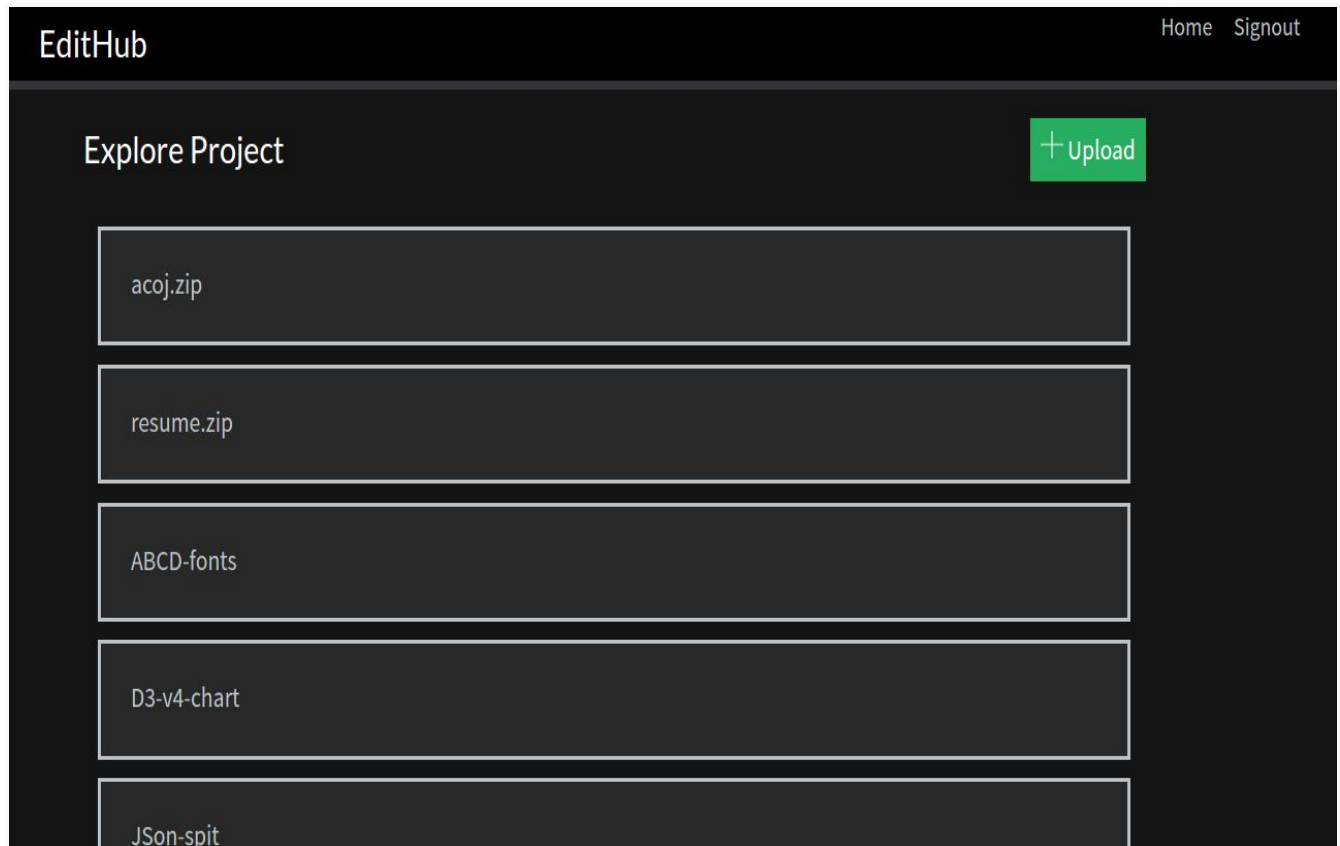 EditHub
Home Signout
Explore Project
+ Upload
acoj.zip
resume.zip
ABCD-fonts
D3-v4-chart
JSon-spit